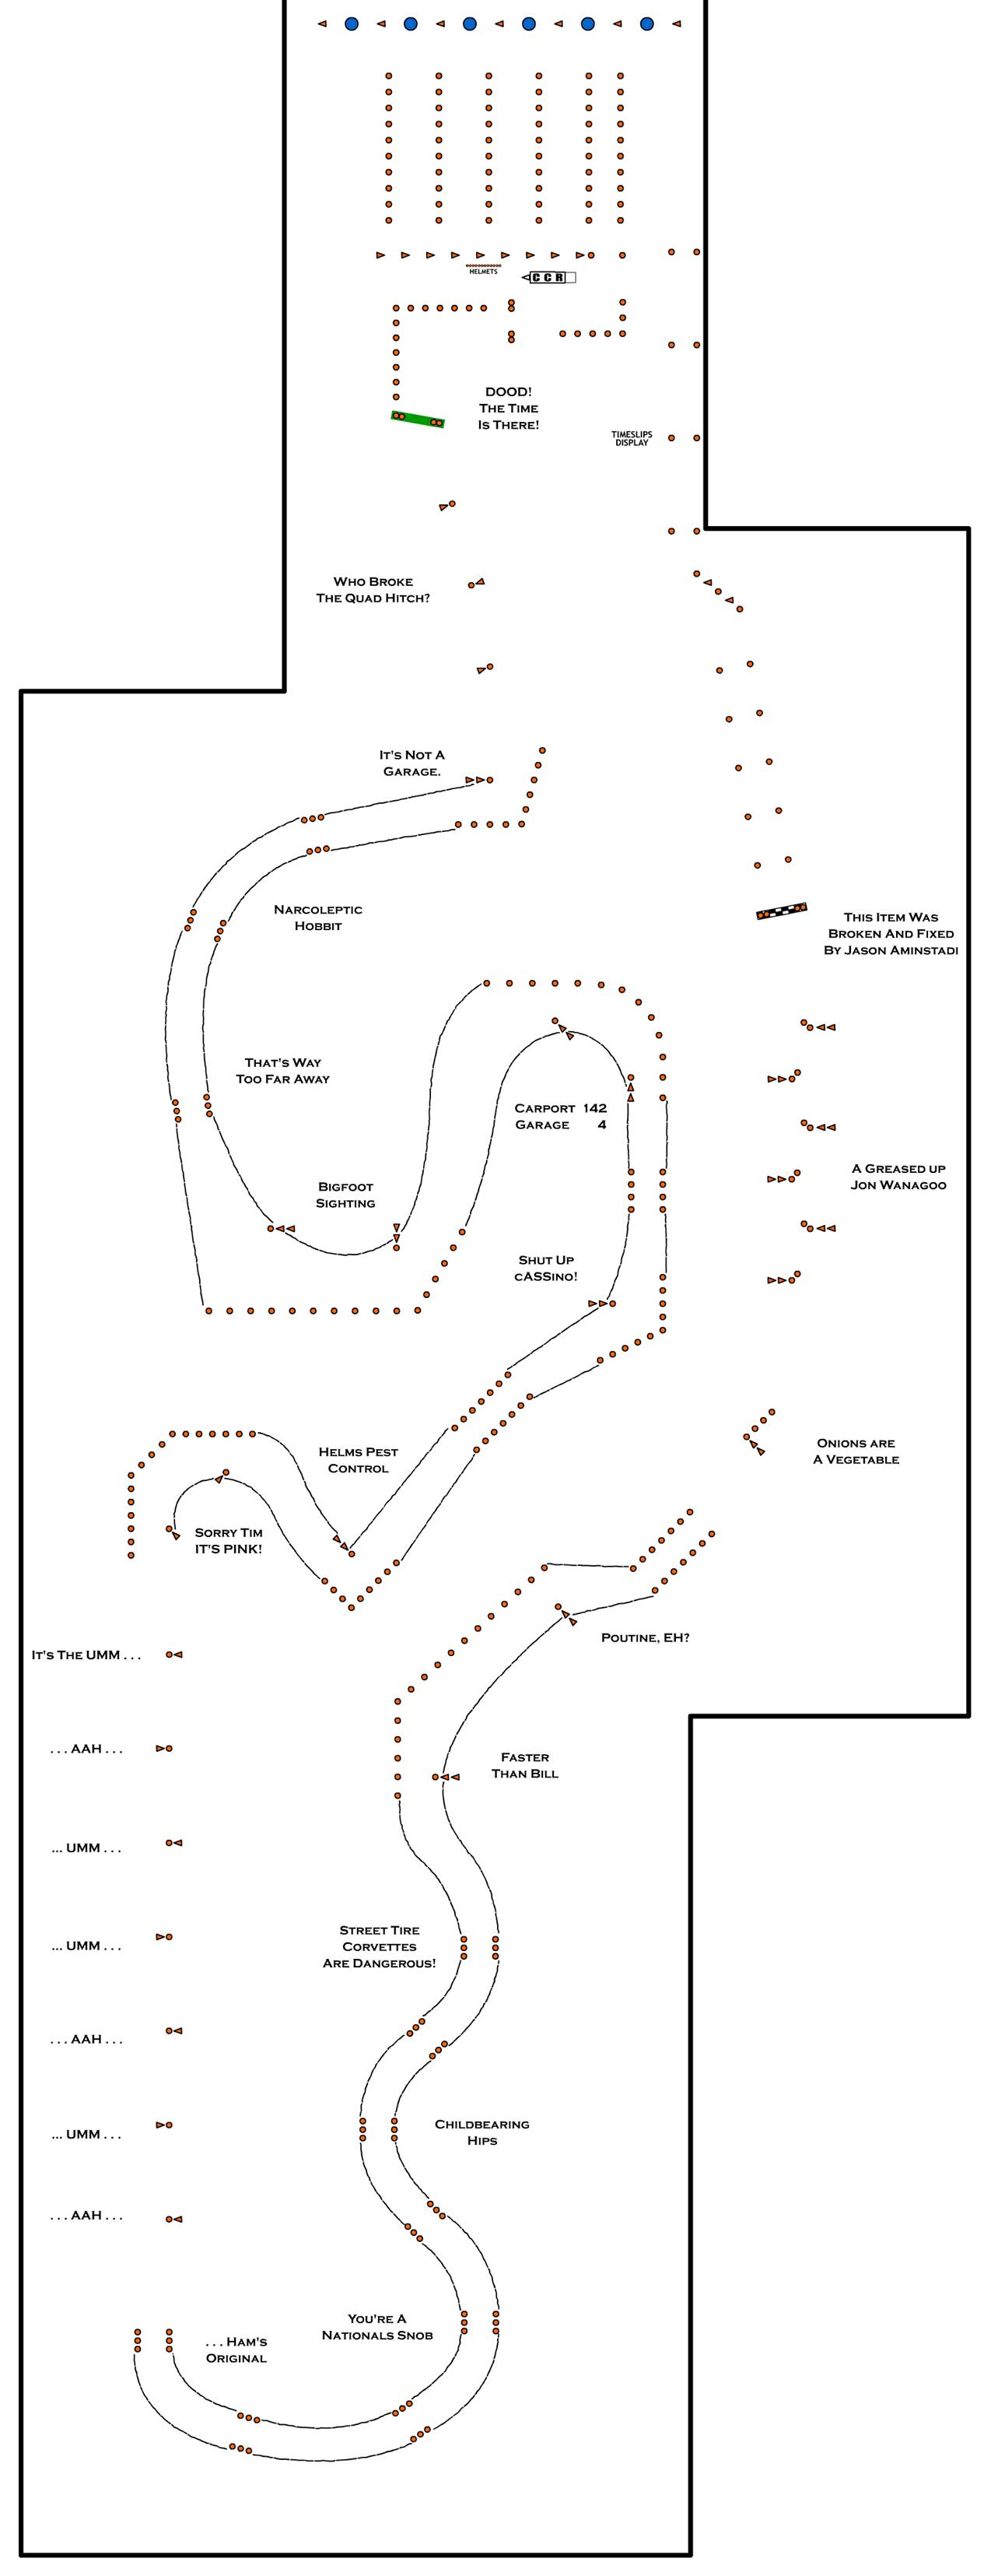 HELMETS
CCR
DOOD!
THE TIME
IS THERE!
TIMESLIPS
DISPLAY
WHO BROKE
THE QUAD HITCH?
IT'S NOT A
GARAGE.
NARCOLEPTIC
HOBBIT
THIS ITEM WAS
BROKEN AND FIXED
BY JASON AMINSTADI
THAT'S WAY
TOO FAR AWAY
CARPORT 142
GARAGE 4
BIGFOOT
SIGHTING
A GREASED UP
JON WANAGOO
SHUT UP
CASSINO!
HELMS PEST
CONTROL
ONIONS ARE
A VEGETABLE
SORRY TIM
IT'S PINK!
POUTINE, EH?
IT'S THE UMM . . .
. . . AAH . . .
FASTER
THAN BILL
... UMM . . .
STREET TIRE
CORVETTES
ARE DANGEROUS!
... UMM . . .
. . . AAH . . .
CHILDBEARING
HIPS
... UMM . . .
. . . AAH . . .
YOU'RE A
NATIONALS SNOB
. . . HAM'S
ORIGINAL